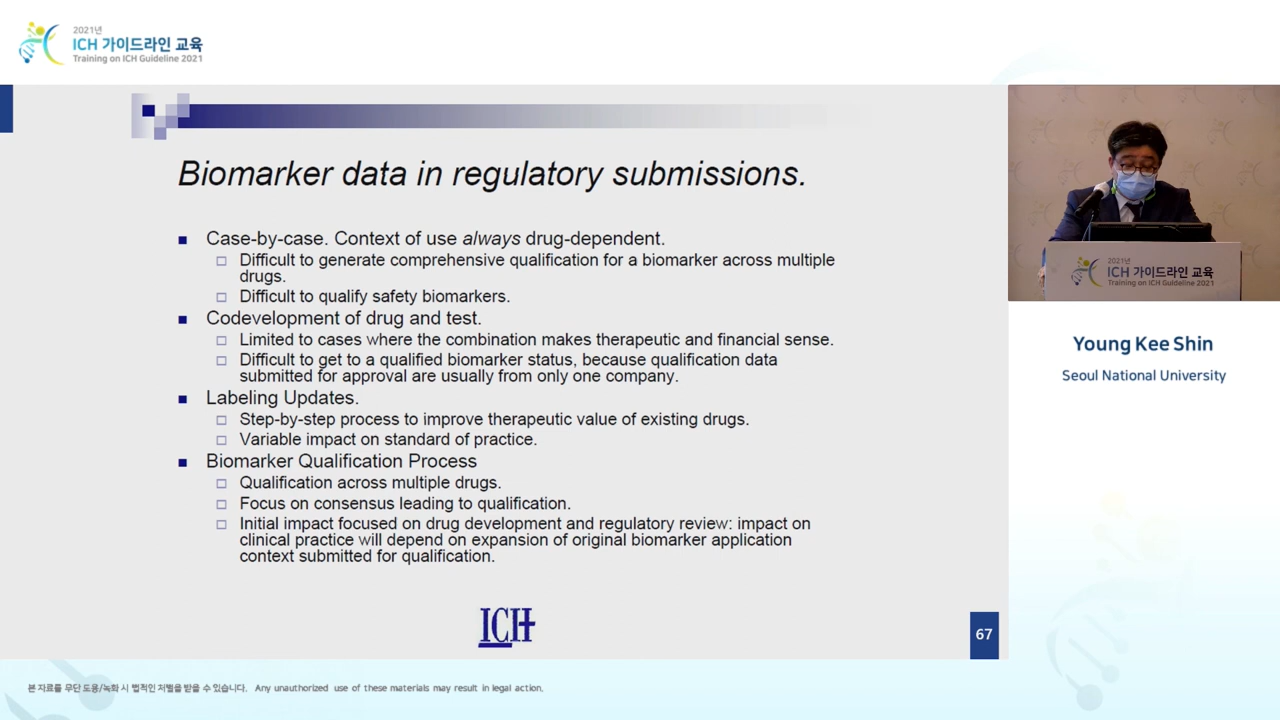 2021년
ICH 가이드라인 교육
Training on ICH Guideline 2021
Biomarker data in regulatory submissions.
Case-by-case. Context of use always drug-dependent.
Difficult to generate comprehensive qualification for a biomarker across multiple
drugs.
Difficult to qualify safety biomarkers.
Codevelopment of drug and test.
Limited to cases where the combination makes therapeutic and financial sense.
Difficult to get to a qualified biomarker status, because qualification data
submitted for approval are usually from only one company.
Labeling Updates.
Step-by-step process to improve therapeutic value of existing drugs.
Variable impact on standard of practice.
Biomarker Qualification Process
Qualification across multiple drugs.
Focus on consensus leading to qualification.
Initial impact focused on drug development and regulatory review: impact on
clinical practice will depend on expansion of original biomarker application
context submitted for qualification.
ICH
67
2021년
ICH 가이드라인 교육
Training on ICH Guideline 2021
Young Kee Shin
Seoul National University
본 자료를 무단 도용/녹화 시 법적인 처벌을 받을 수 있습니다. Any unauthorized use of these materials may result in legal action.